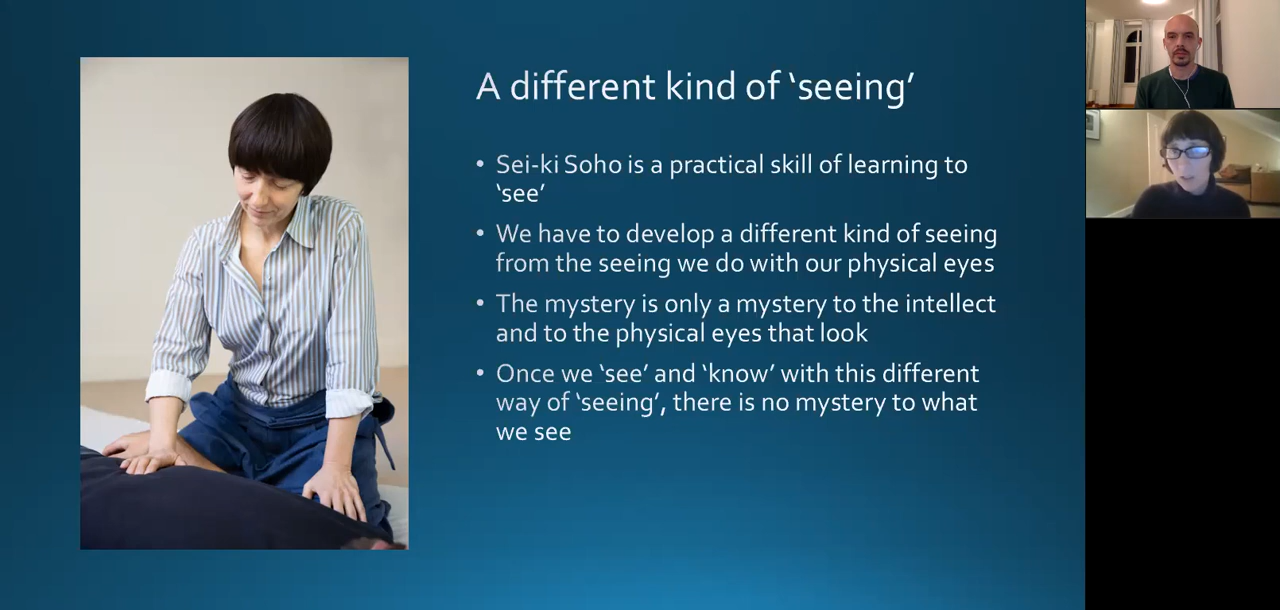 A different kind of ‘seeing’
• Sei-ki Soho is a practical skill of learning to
‘see’
• We have to develop a different kind of seeing
from the seeing we do with our physical eyes
• The mystery is only a mystery to the intellect
and to the physical eyes that look
• Once we ‘see’ and ‘know’ with this different
way of ‘seeing’, there is no mystery to what
we see